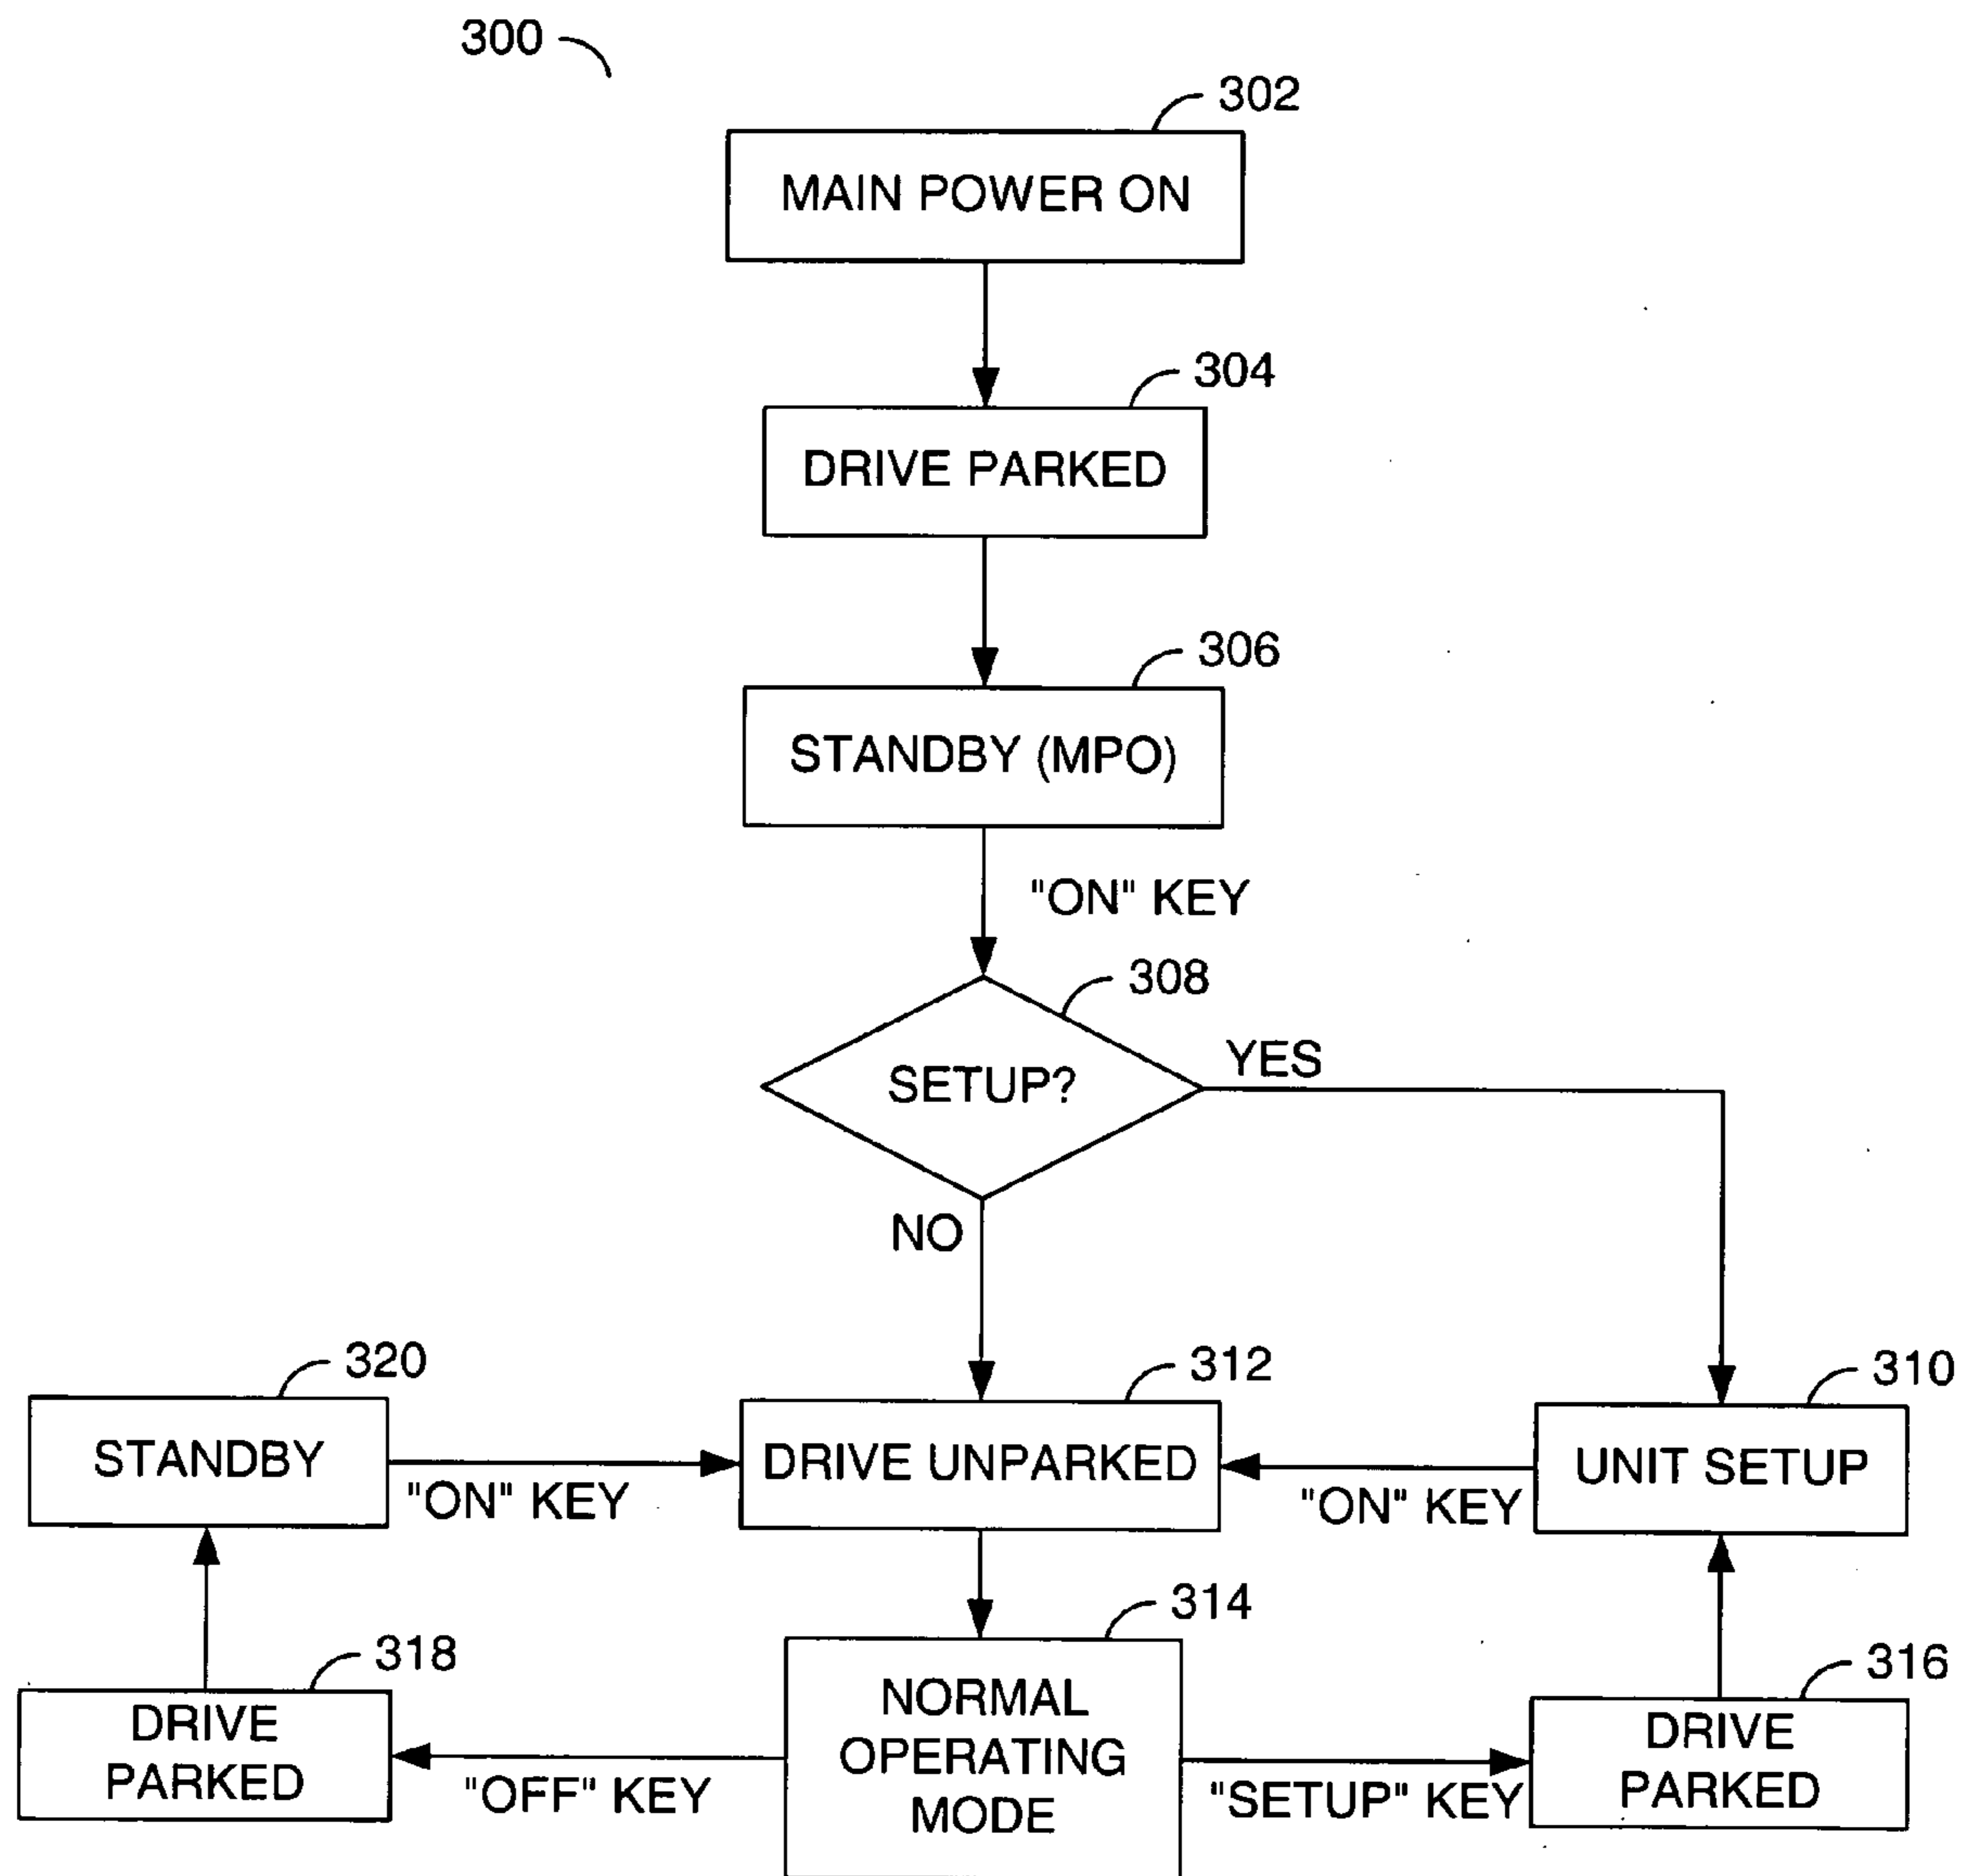 300
302
MAIN POWER ON
304
DRIVE PARKED
306
STANDBY (MPO)
"ON" KEY
308
SETUP?
YES
NO
320
312
310
STANDBY
"ON" KEY
DRIVE UNPARKED
"ON" KEY
UNIT SETUP
318
314
316
DRIVE
PARKED
"OFF" KEY
NORMAL
OPERATING
MODE
"SETUP" KEY
DRIVE
PARKED